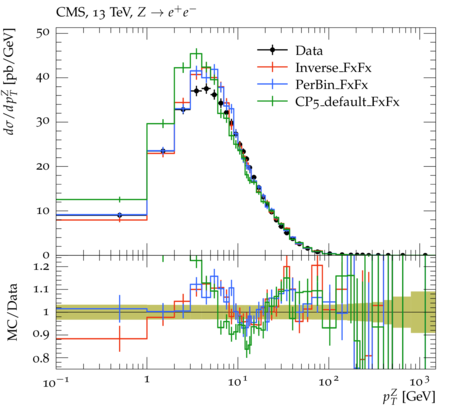 CMS, 13 TeV, Z → e⁺e⁻
dσ/dp_T^Z [pb/GeV]
50
40
30
20
10
0
Data
Inverse_FxFx
PerBin_FxFx
CP5_default_FxFx
MC/Data
1.2
1.1
1
0.9
0.8
10⁻¹
1
10¹
10²
10³
p_T^Z [GeV]